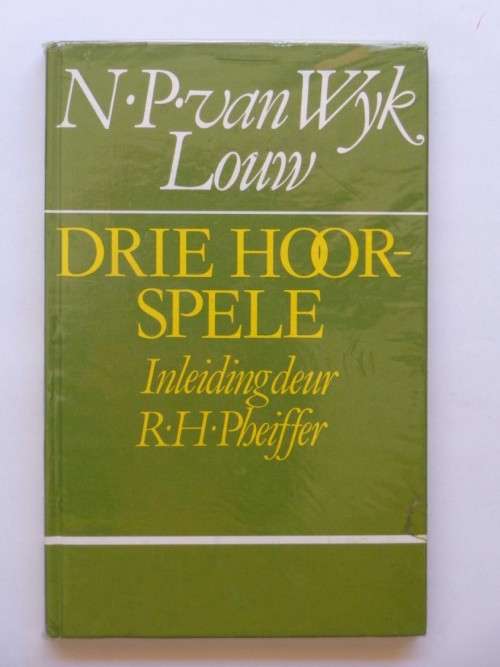 N·P·van Wyk
Louw
DRIE HOOR-
SPELE
Inleiding deur
R·H·Pheiffer